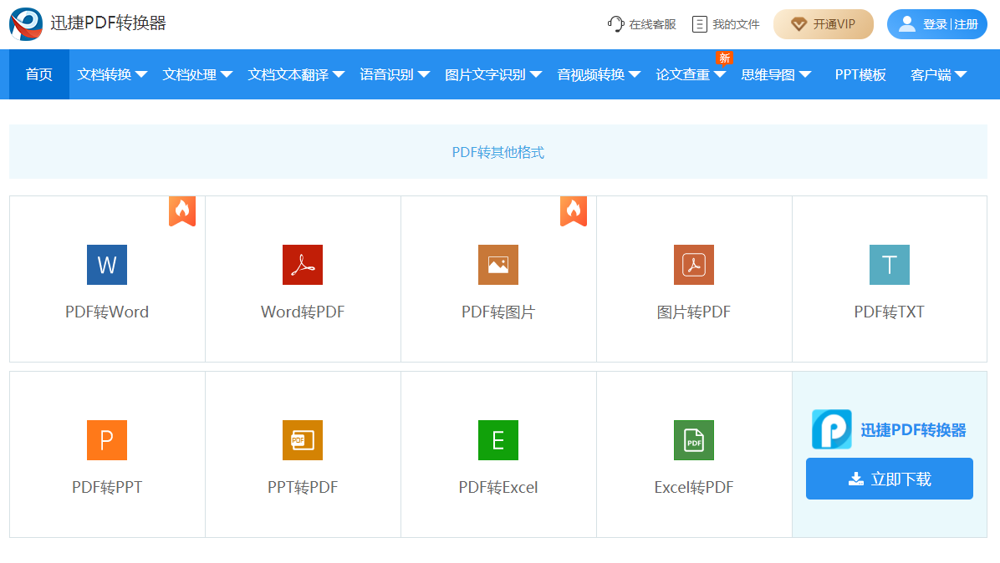 迅捷PDF转换器
在线客服 我的文件 开通VIP 登录|注册
新
首页 文档转换 文档处理 文档文本翻译 语音识别 图片文字识别 音视频转换 论文查重 思维导图 PPT模板 客户端
PDF转其他格式
W T
PDF转Word Word转PDF PDF转图片 图片转PDF PDF转TXT
P PDF E PDF
迅捷PDF转换器
立即下载
PDF转PPT PPT转PDF PDF转Excel Excel转PDF